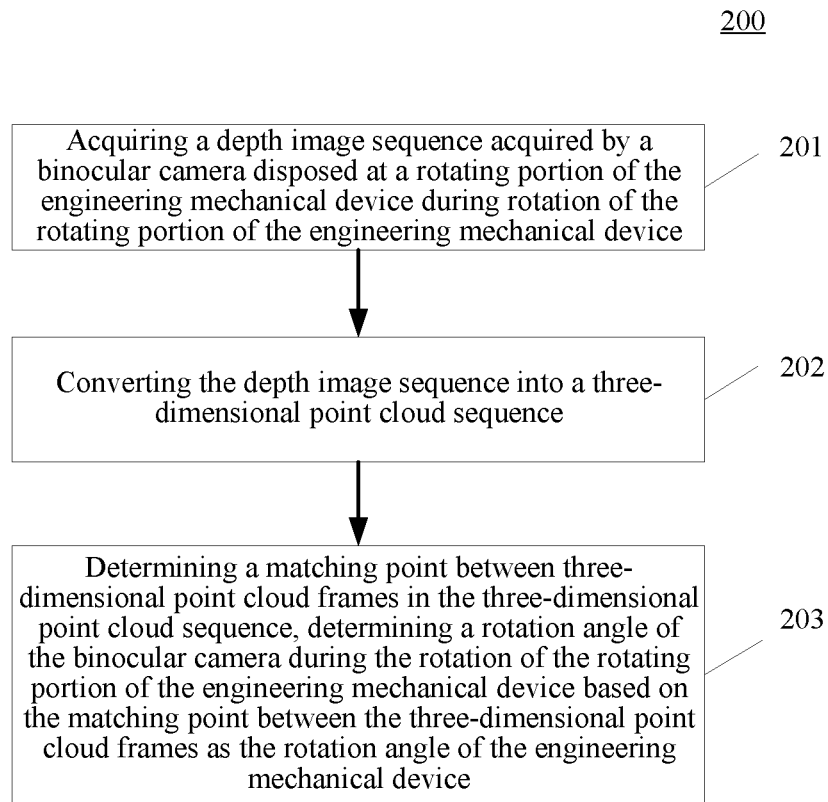 200
Acquiring a depth image sequence acquired by a
binocular camera disposed at a rotating portion of the
engineering mechanical device during rotation of the
rotating portion of the engineering mechanical device
201
Converting the depth image sequence into a three-
dimensional point cloud sequence
202
Determining a matching point between three-
dimensional point cloud frames in the three-dimensional
point cloud sequence, determining a rotation angle of
the binocular camera during the rotation of the rotating
portion of the engineering mechanical device based on
the matching point between the three-dimensional point
cloud frames as the rotation angle of the engineering
mechanical device
203